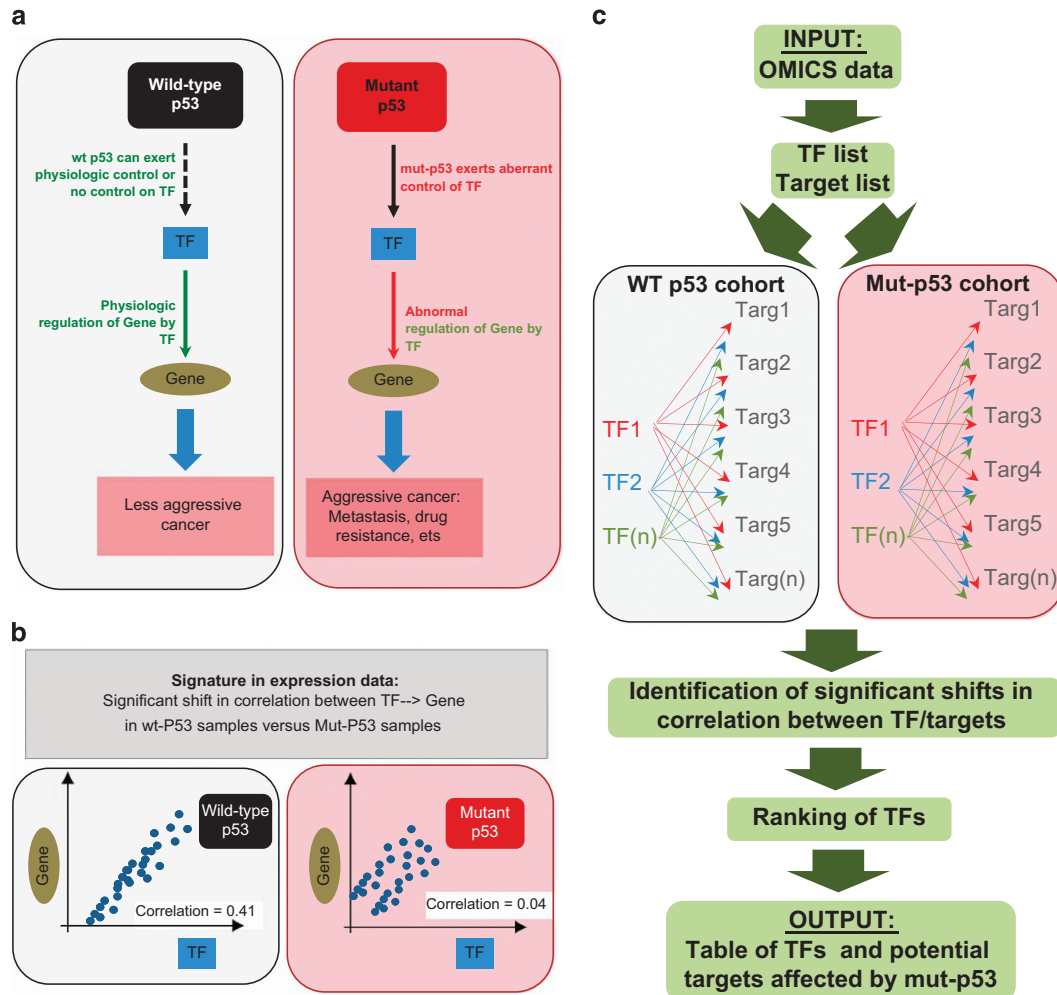 a
Wild-type
p53
wt p53 can exert
physiologic control or
no control on TF
TF
Physiologic
regulation of Gene by
TF
Gene
Less aggressive
cancer
Mutant
p53
mut-p53 exerts aberrant
control of TF
TF
Abnormal
regulation of Gene by
TF
Gene
Aggressive cancer:
Metastasis, drug
resistance, ets
b
Signature in expression data:
Significant shift in correlation between TF--> Gene
in wt-P53 samples versus Mut-P53 samples
Gene
Wild-type
p53
Correlation = 0.41
TF
Gene
Mutant
p53
Correlation = 0.04
TF
c
INPUT:
OMICS data
TF list
Target list
WT p53 cohort
Targ1
Targ2
Targ3
Targ4
Targ5
Targ(n)
TF1
TF2
TF(n)
Mut-p53 cohort
Targ1
Targ2
Targ3
Targ4
Targ5
Targ(n)
TF1
TF2
TF(n)
Identification of significant shifts in
correlation between TF/targets
Ranking of TFs
OUTPUT:
Table of TFs and potential
targets affected by mut-p53